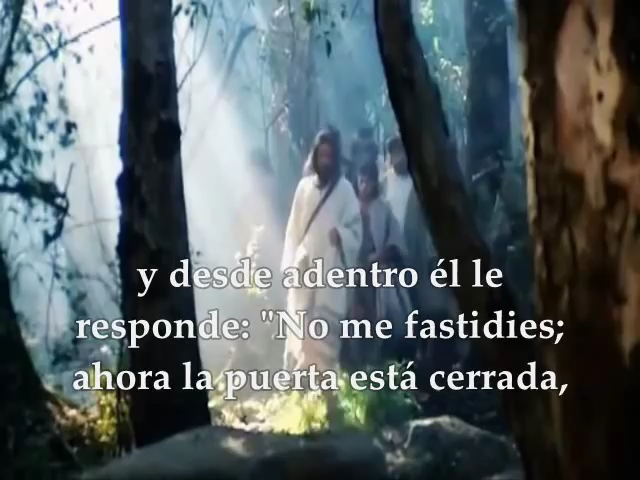 y desde adentro él le
responde: "No me fastidies;
ahora la puerta está cerrada,